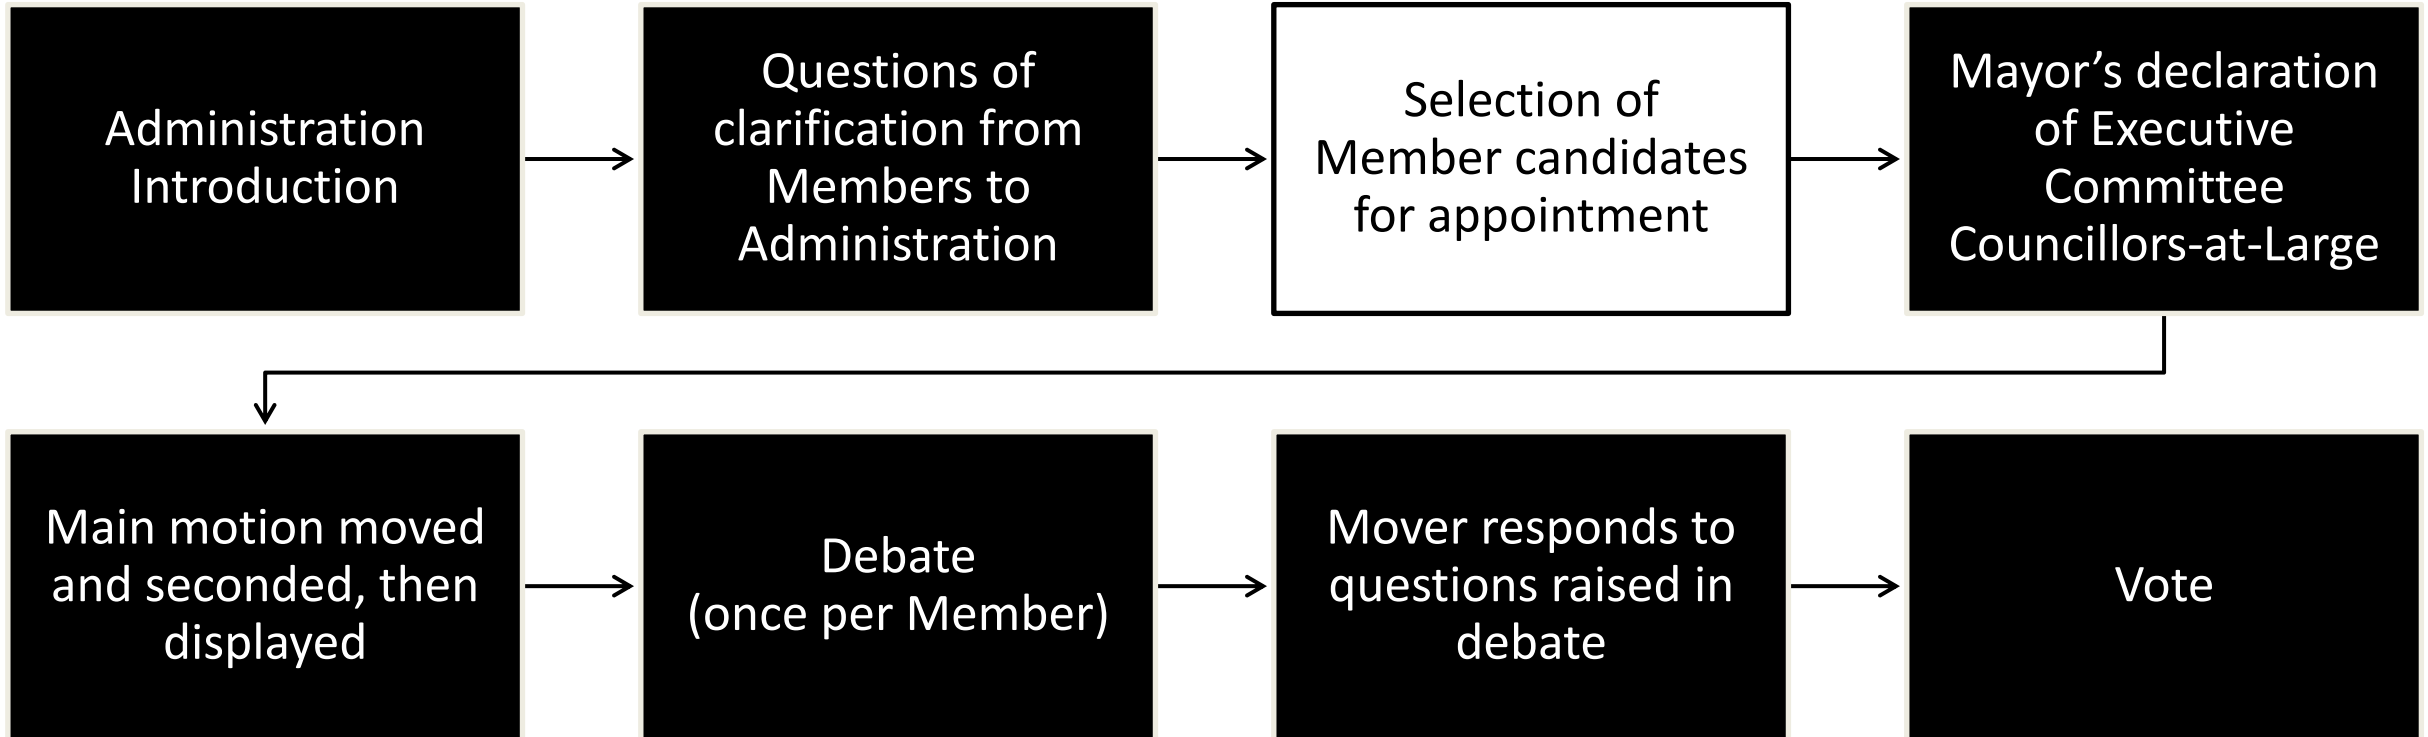 Administration
Introduction
Questions of
clarification from
Members to
Administration
Selection of
Member candidates
for appointment
Mayor’s declaration
of Executive
Committee
Councillors-at-Large
Main motion moved
and seconded, then
displayed
Debate
(once per Member)
Mover responds to
questions raised in
debate
Vote